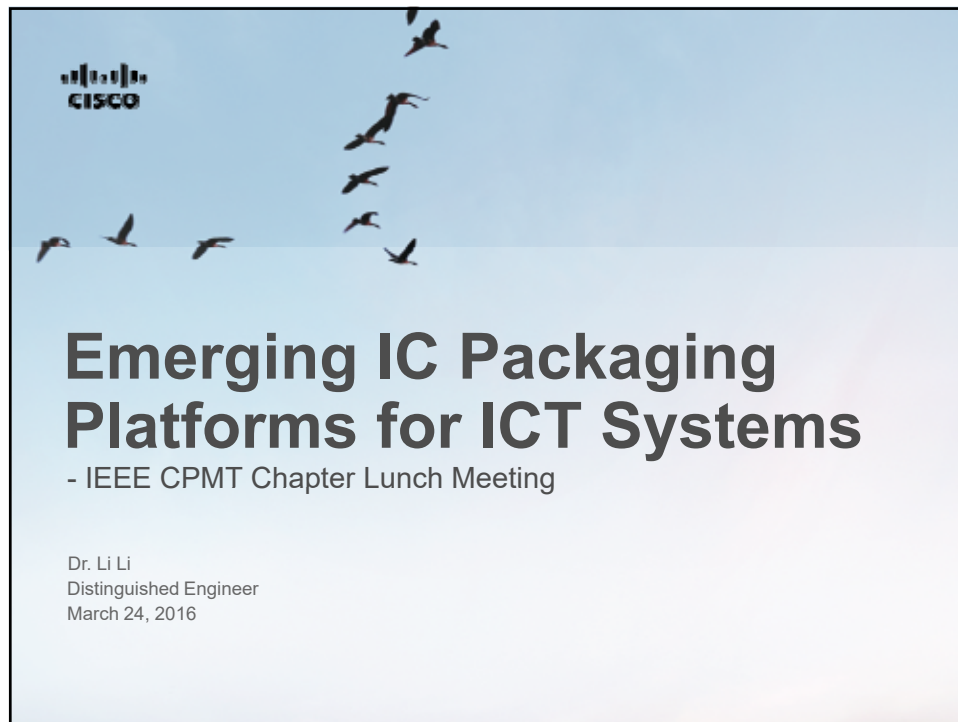 CISCO
Emerging IC Packaging
Platforms for ICT Systems
- IEEE CPMT Chapter Lunch Meeting
Dr. Li Li
Distinguished Engineer
March 24, 2016